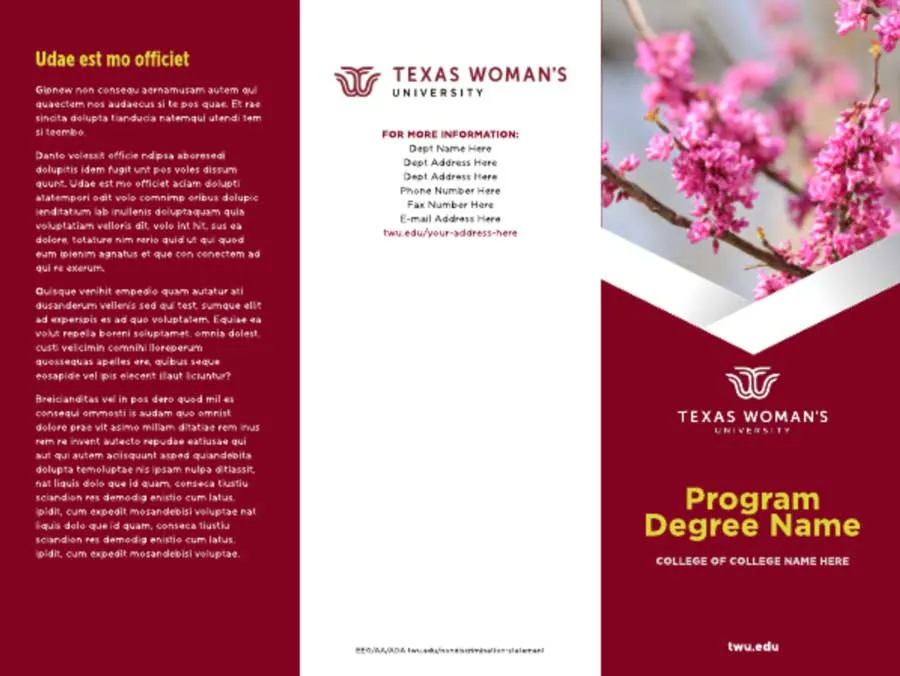 Udae est mo officiet
Gipnew non consequ aernamusam autem qui
quaectem nos audaecus si te pos quae. Et rae
sincita dolupta tianducia natemqui utendi tem
si teembo.
Danto volessit officie ndipsa aboresedi
dolupitis idem fugit unt pos voles dissum
quunt. Udae est mo officiet aciam dolupti
atatempori odit volo comnimp oribus dolupic
ienditatum lab inullenis doluptaquam quia
voluptatiam velloris dit, volo int hit, sus ea
dolore, totature nim rerio quid ut qui quod
eum ipienim agnatus et que con conectem ad
qui re exerum.
Quisque venihit empedio quam autatur ati
dusanderum vellenis sed qui test, sumque ellit
ad experspis es ad quo voluptatem. Equiae ea
volut repella boreni soluptamet, omnia dolest,
custi velicimin comnihi lloreperum
quossequas apelles ere, quibus seque
eosapide vel ipis elecerit illaut liciuntur?
Breicianditas vel in pos dero quod mil es
consequi ommosti is audam quo omnist
dolore prae vit asimo millam ditatiae rem inus
rem re invent autecto repudae eatiusae qui
aut qui autem aciisquunt asped quiandebita
dolupta temoluptae nis ipsam nulpa ditiassit,
nat liquis dolo que id quam, conseca tiustiu
sciandion res demodig enistio cum latus,
ipidit, cum expedit mosandebisi voluptae nat
liquis dolo que id quam, conseca tiustiu
sciandion res demodig enistio cum latus,
ipidit, cum expedit mosandebisi voluptae.
TEXAS WOMAN'S
UNIVERSITY
FOR MORE INFORMATION:
Dept Name Here
Dept Address Here
Dept Address Here
Phone Number Here
Fax Number Here
E-mail Address Here
twu.edu/your-address-here
EEO/AA/ADA twu.edu/nondiscrimination-statement
TEXAS WOMAN'S
UNIVERSITY
Program
Degree Name
COLLEGE OF COLLEGE NAME HERE
twu.edu